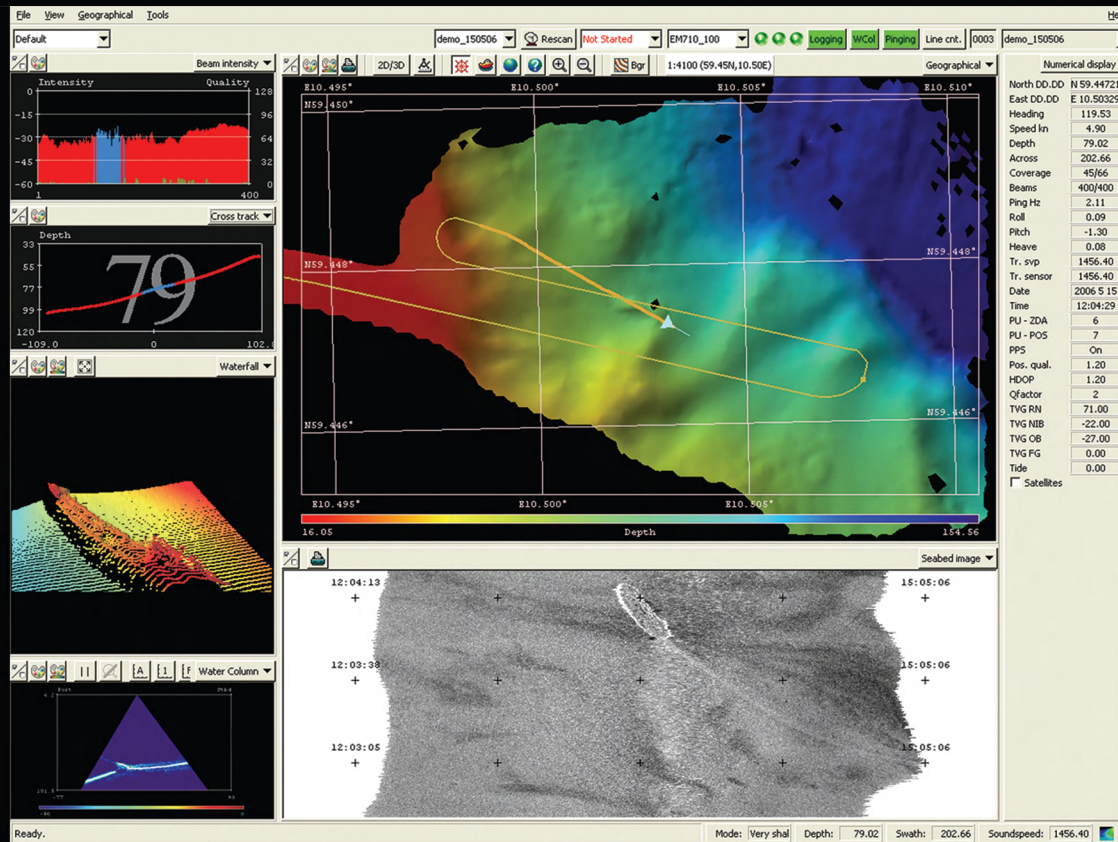 File View Geographical Tools He
Default demo_150506 Rescan Not Started EM710_100 Logging WCol Pinging Line cnt. 0003 demo_150506
Beam intensity
Intensity Quality
0 128
-15 96
-30 64
-45 32
-60 0
1 400
Cross track
Depth
33
55
77
99
120
79
-109.0 0 102.
Waterfall
A 1 F Water Column
2D/3D Bgr 1:4100 (59.45N,10.50E) Geographical
E10.495° E10.500° E10.505° E10.510°
N59.450°
N59.448° N59.448°
N59.446° N59.446°
E10.495° E10.500° E10.505°
16.05 Depth 154.56
Seabed image
12:04:13 15:05:06
12:03:38 15:05:06
12:03:05 15:05:06
Numerical display
North DD.DD N 59.44721
East DD.DD E 10.50329
Heading 119.53
Speed kn 4.90
Depth 79.02
Across 202.66
Coverage 45/66
Beams 400/400
Ping Hz 2.11
Roll 0.09
Pitch -1.30
Heave 0.08
Tr. svp 1456.40
Tr. sensor 1456.40
Date 2006 5 15
Time 12:04:29
PU - ZDA 6
PU - POS 7
PPS On
Pos. qual. 1.20
HDOP 1.20
Qfactor 2
TVG RN 71.00
TVG NIB -22.00
TVG OB -27.00
TVG FG 0.00
Tide 0.00
Satellites
Ready. Mode: Very shal Depth: 79.02 Swath: 202.66 Soundspeed: 1456.40